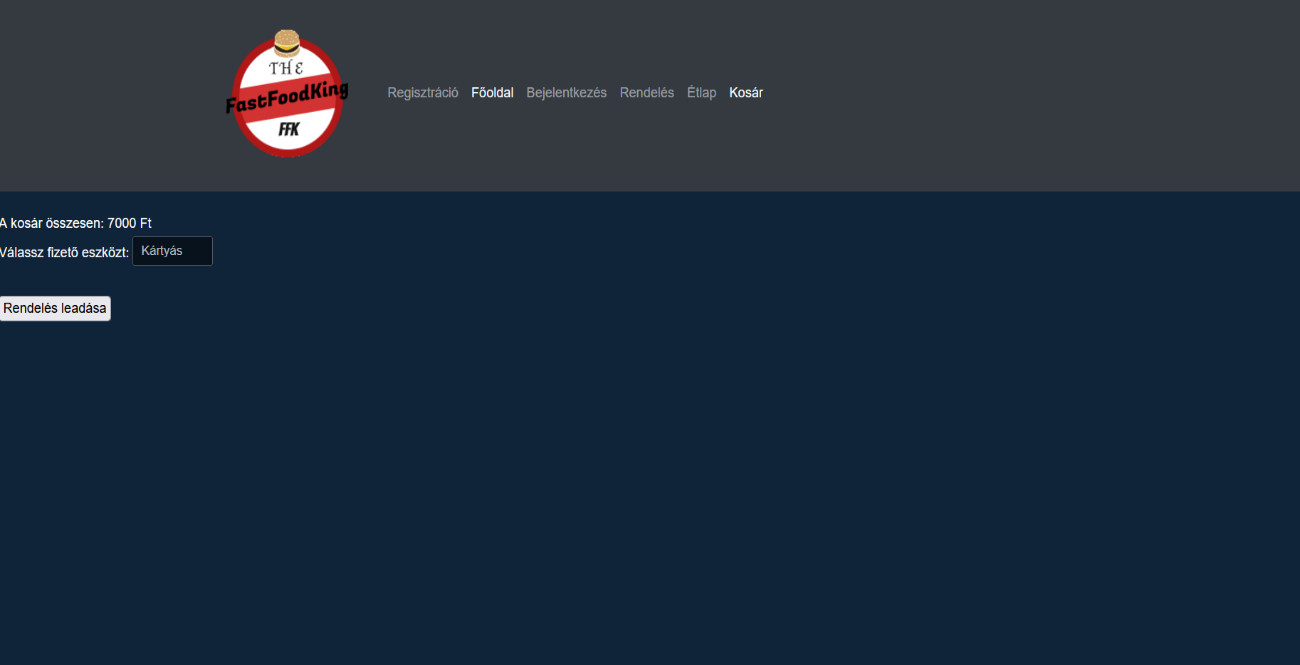 THE
FastFoodKing
FFK
Regisztráció Főoldal Bejelentkezés Rendelés Étlap Kosár
A kosár összesen: 7000 Ft
Válassz fizető eszközt: Kártyás
Rendelés leadása